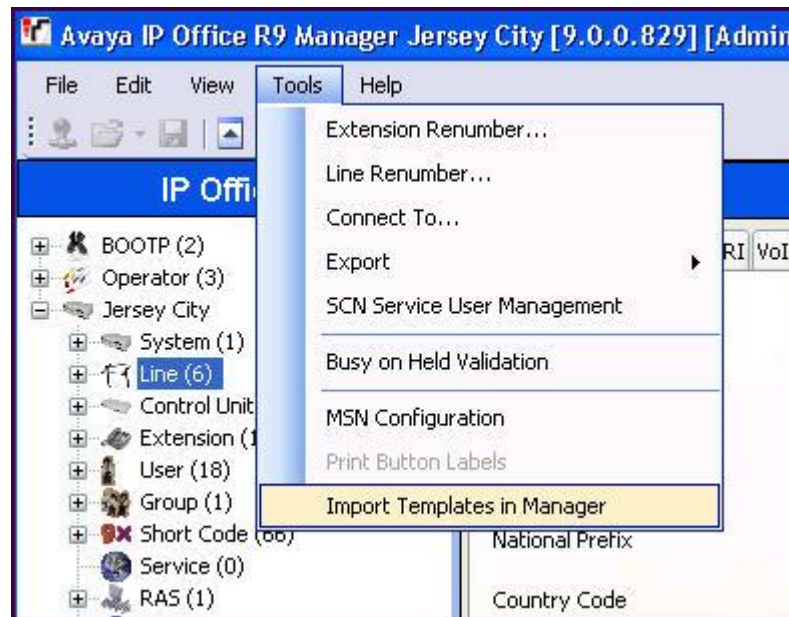 Avaya IP Office R9 Manager Jersey City [9.0.0.829] [Admin
File Edit View Tools Help
Extension Renumber...
Line Renumber...
Connect To...
Export
SCN Service User Management
Busy on Held Validation
MSN Configuration
Print Button Labels
Import Templates in Manager
IP Offi
BOOTP (2)
Operator (3)
Jersey City
System (1)
Line (6)
Control Unit
Extension (1
User (18)
Group (1)
Short Code (66)
Service (0)
RAS (1)
RI VoI
National Prefix
Country Code